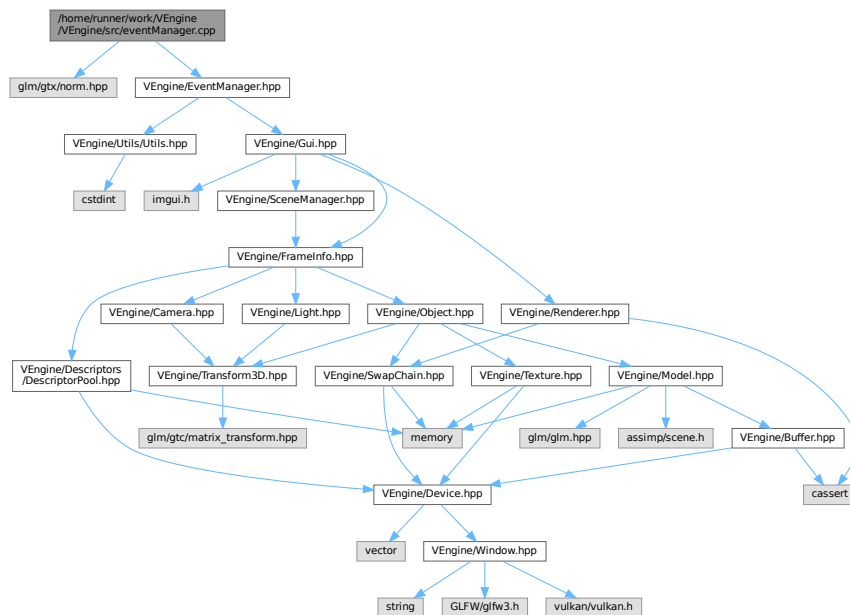 /home/runner/work/VEngine
/VEngine/src/eventManager.cpp
glm/gtx/norm.hpp
VEngine/EventManager.hpp
VEngine/Utils/Utils.hpp
VEngine/Gui.hpp
cstdint
imgui.h
VEngine/SceneManager.hpp
VEngine/FrameInfo.hpp
VEngine/Camera.hpp
VEngine/Light.hpp
VEngine/Object.hpp
VEngine/Renderer.hpp
VEngine/Descriptors
/DescriptorPool.hpp
VEngine/Transform3D.hpp
VEngine/SwapChain.hpp
VEngine/Texture.hpp
VEngine/Model.hpp
glm/gtc/matrix_transform.hpp
memory
glm/glm.hpp
assimp/scene.h
VEngine/Buffer.hpp
VEngine/Device.hpp
cassert
vector
VEngine/Window.hpp
string
GLFW/glfw3.h
vulkan/vulkan.h